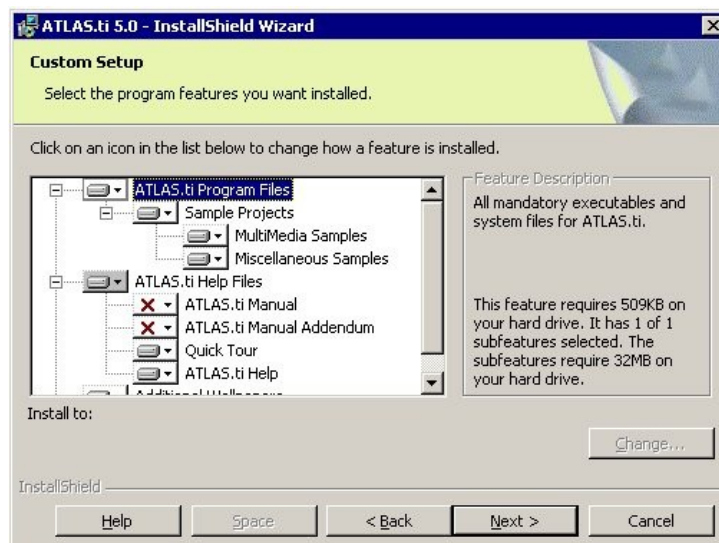 ATLAS.ti 5.0 - InstallShield Wizard
Custom Setup
Select the program features you want installed.
Click on an icon in the list below to change how a feature is installed.
ATLAS.ti Program Files
Sample Projects
MultiMedia Samples
Miscellaneous Samples
ATLAS.ti Help Files
ATLAS.ti Manual
ATLAS.ti Manual Addendum
Quick Tour
ATLAS.ti Help
Additional Wallpapers
Feature Description
All mandatory executables and
system files for ATLAS.ti.
This feature requires 509KB on
your hard drive. It has 1 of 1
subfeatures selected. The
subfeatures require 32MB on
your hard drive.
Install to:
Change...
InstallShield
Help
Space
< Back
Next >
Cancel